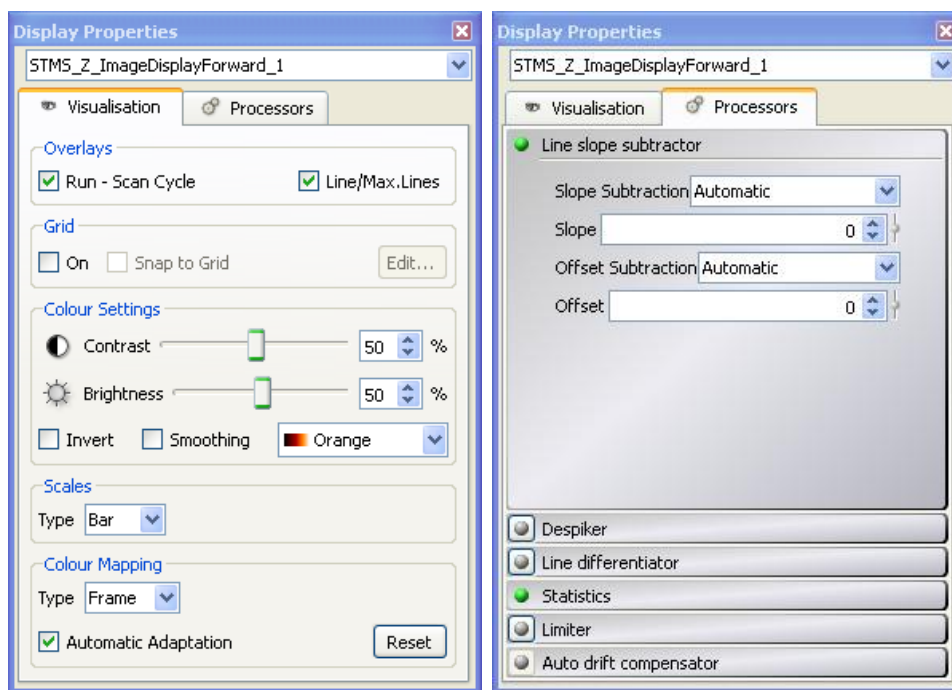 Display Properties
STMS_Z_ImageDisplayForward_1
Visualisation
Processors
Overlays
Run - Scan Cycle
Line/Max.Lines
Grid
On
Snap to Grid
Edit...
Colour Settings
Contrast
50
%
Brightness
50
%
Invert
Smoothing
Orange
Scales
Type
Bar
Colour Mapping
Type
Frame
Automatic Adaptation
Reset
Display Properties
STMS_Z_ImageDisplayForward_1
Visualisation
Processors
Line slope subtractor
Slope Subtraction
Automatic
Slope
0
Offset Subtraction
Automatic
Offset
0
Despiker
Line differentiator
Statistics
Limiter
Auto drift compensator